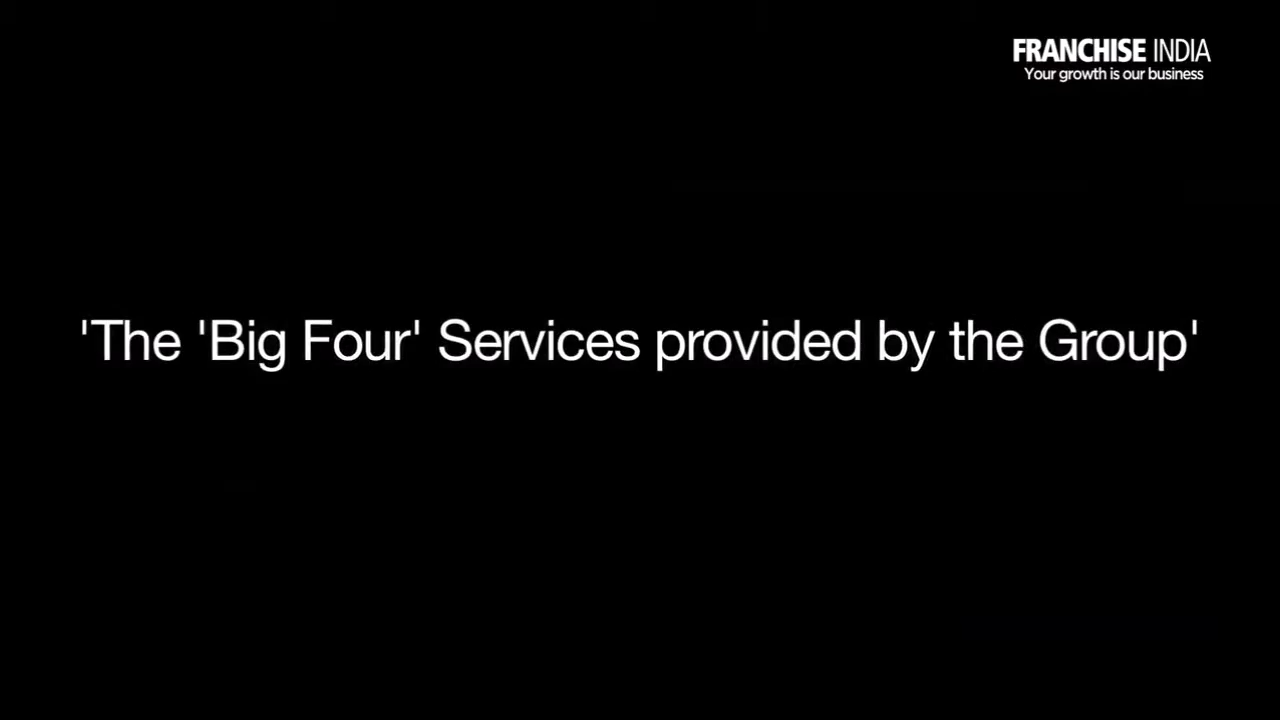 FRANCHISE INDIA
Your growth is our business
'The 'Big Four' Services provided by the Group'